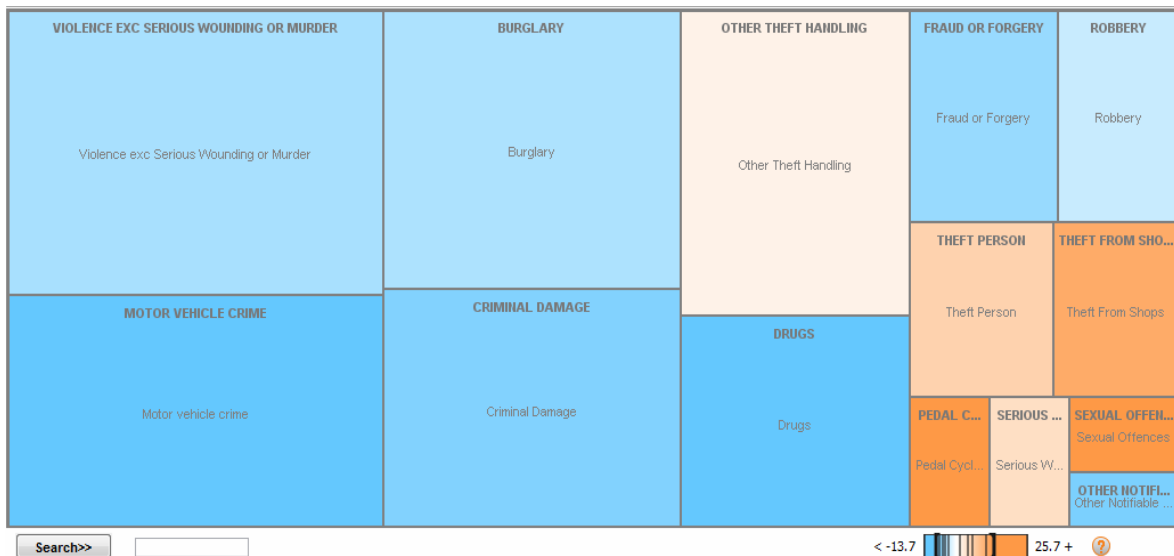 VIOLENCE EXC SERIOUS WOUNDING OR MURDER
Violence exc Serious Wounding or Murder
BURGLARY
Burglary
OTHER THEFT HANDLING
Other Theft Handling
FRAUD OR FORGERY
Fraud or Forgery
ROBBERY
Robbery
MOTOR VEHICLE CRIME
Motor vehicle crime
CRIMINAL DAMAGE
Criminal Damage
DRUGS
Drugs
THEFT PERSON
Theft Person
THEFT FROM SHO...
Theft From Shops
PEDAL C...
Pedal Cycl...
SERIOUS ...
Serious W...
SEXUAL OFFEN...
Sexual Offences
OTHER NOTIFI...
Other Notifiable ...
Search>>
< -13.7
25.7 +
?